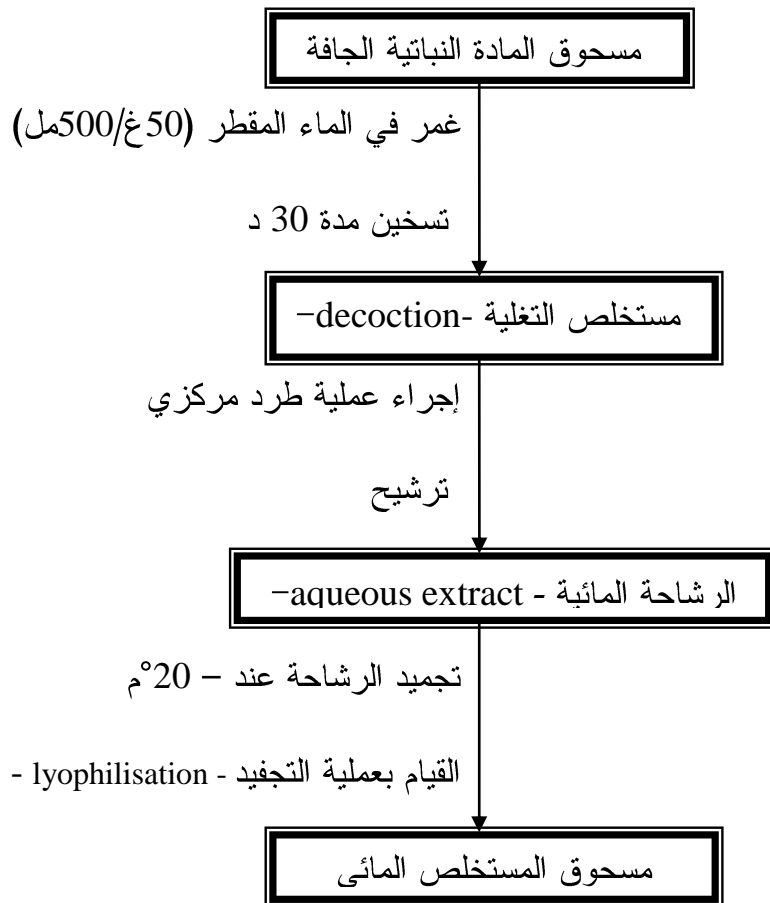 مسحوق المادة النباتية الجافة
غمر في الماء المقطر (50غ/500مل)
تسخين مدة 30 د
مستخلص التغلية -decoction–
إجراء عملية طرد مركزي
ترشيح
الرشاحة المائية - aqueous extract–
تجميد الرشاحة عند – 20°م
القيام بعملية التجفيد - lyophilisation -
مسحوق المستخلص المائي